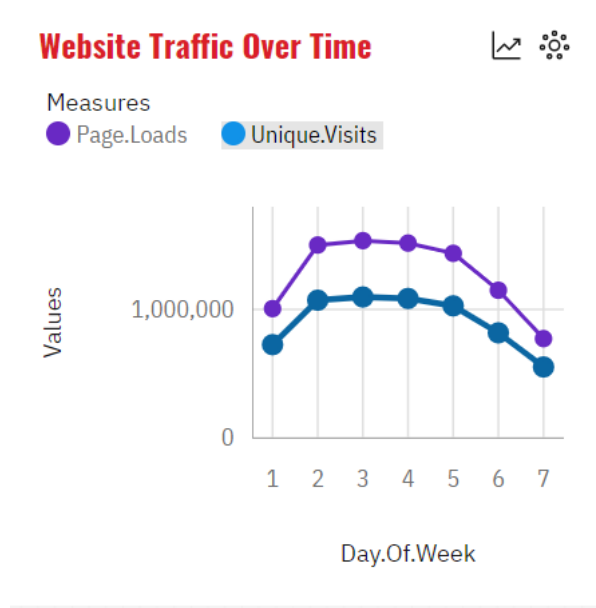 Website Traffic Over Time
Measures
Page.Loads Unique.Visits
Values
1,000,000
0
1 2 3 4 5 6 7
Day.Of.Week